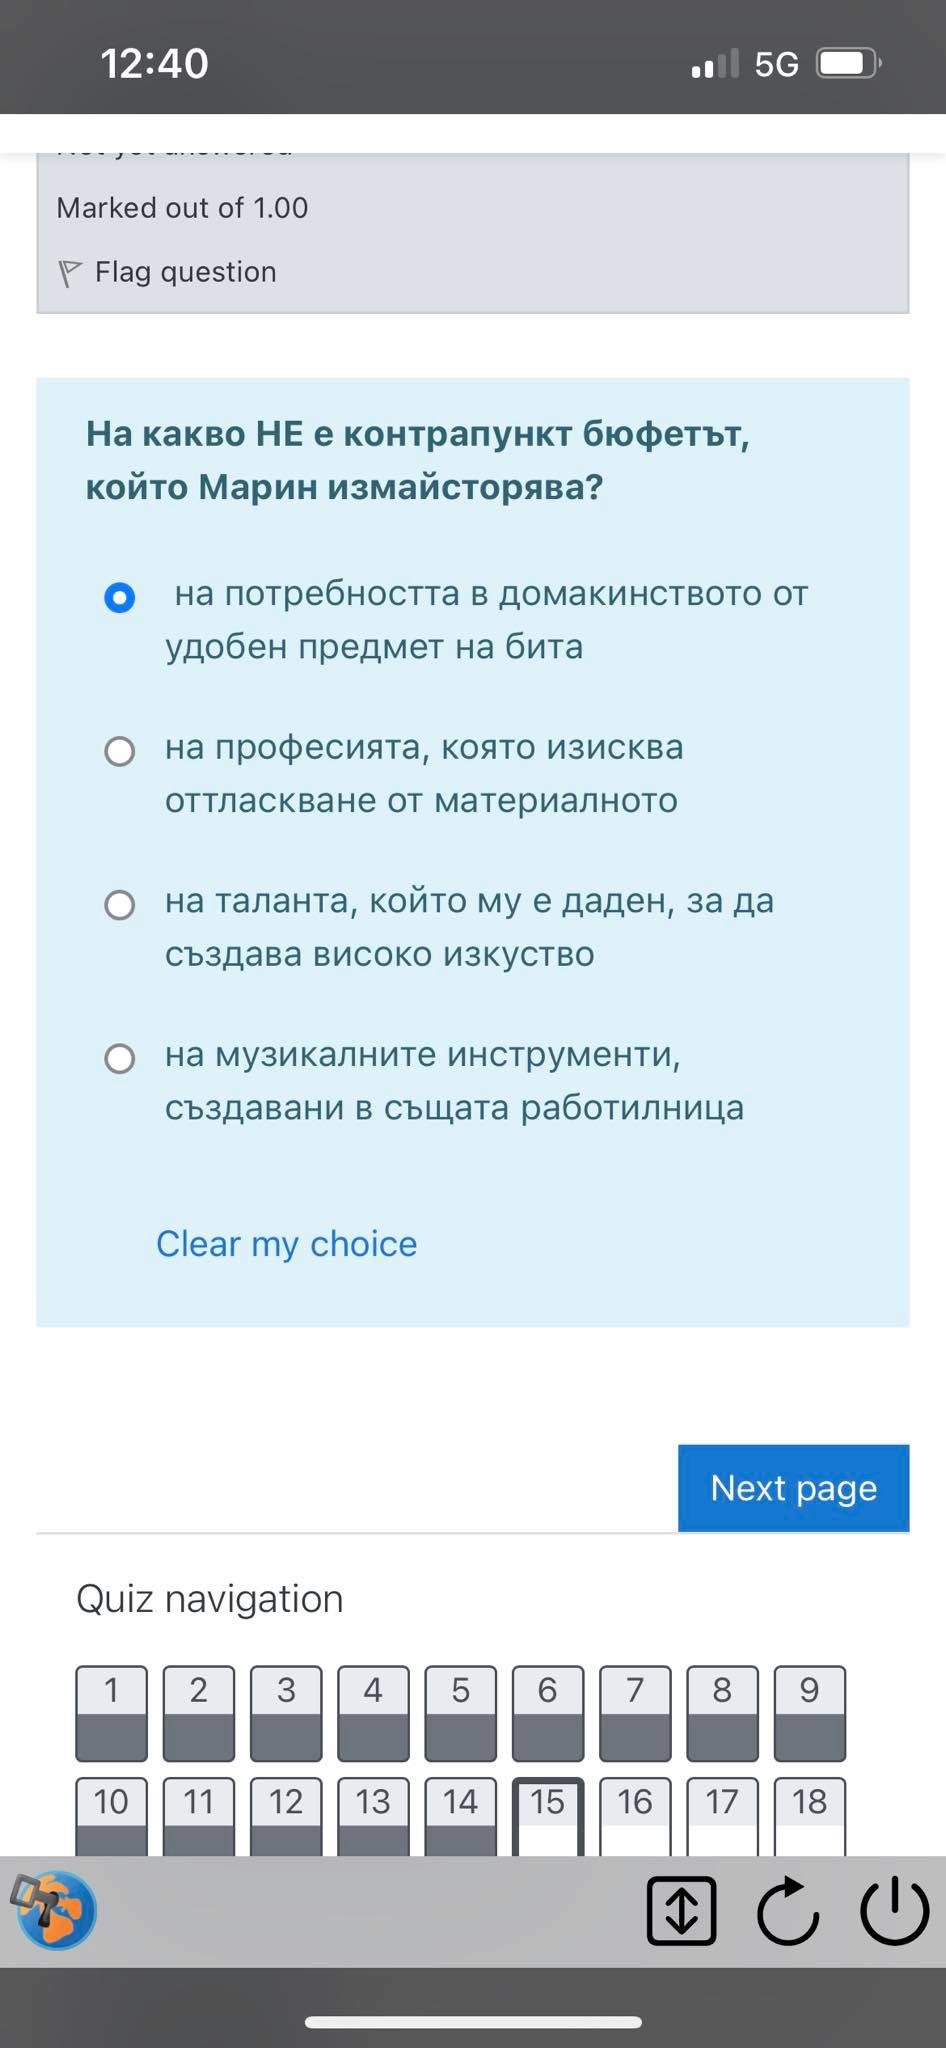 12:40
5G
Not yet answered
Marked out of 1.00
Flag question
На какво НЕ е контрапункт бюфетът,
който Марин измайсторява?
на потребността в домакинството от
удобен предмет на бита
на професията, която изисква
оттласкване от материалното
на таланта, който му е даден, за да
създава високо изкуство
на музикалните инструменти,
създавани в същата работилница
Clear my choice
Next page
Quiz navigation
1 2 3 4 5 6 7 8 9
10 11 12 13 14 15 16 17 18